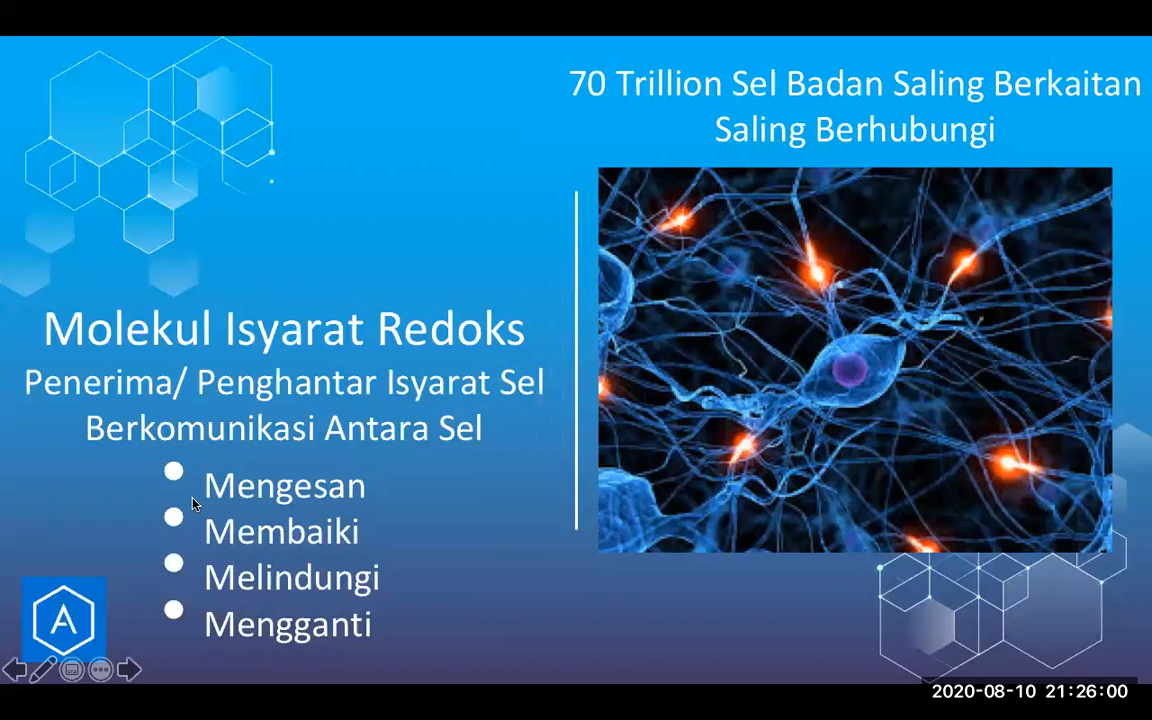 70 Trillion Sel Badan Saling Berkaitan
Saling Berhubungi
Molekul Isyarat Redoks
Penerima/ Penghantar Isyarat Sel
Berkomunikasi Antara Sel
Mengesan
Membaiki
Melindungi
Mengganti
A
2020-08-10 21:26:00